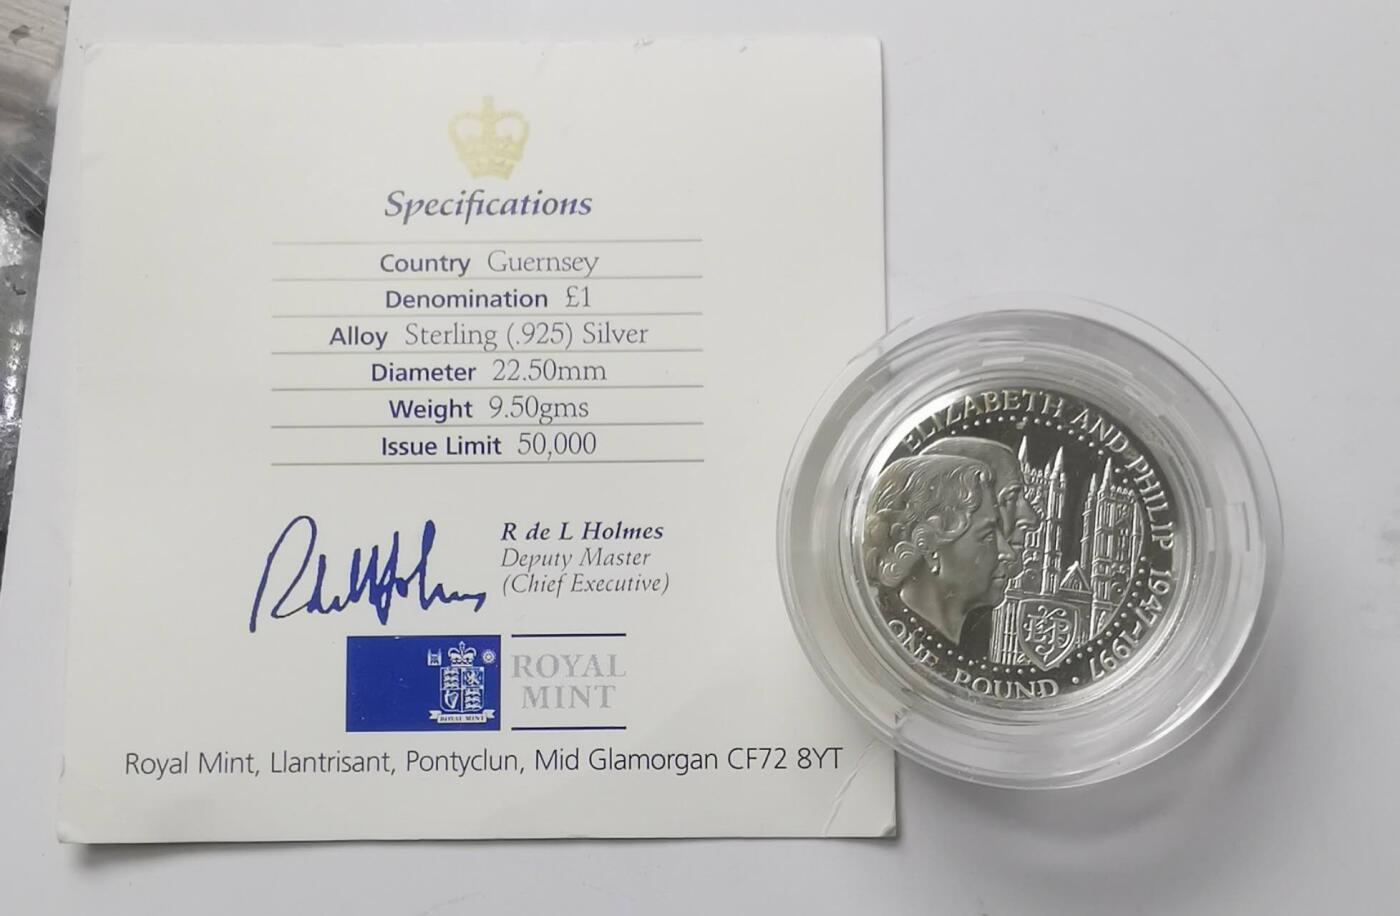 Specifications
Country Guernsey
Denomination £1
Alloy Sterling (.925) Silver
Diameter 22.50mm
Weight 9.50gms
Issue Limit 50,000
R de L Holmes
Deputy Master
(Chief Executive)
ROYAL MINT
ROYAL
MINT
Royal Mint, Llantrisant, Pontyclun, Mid Glamorgan CF72 8YT
ELIZABETH AND PHILIP 1947-1997 ·
ONE POUND